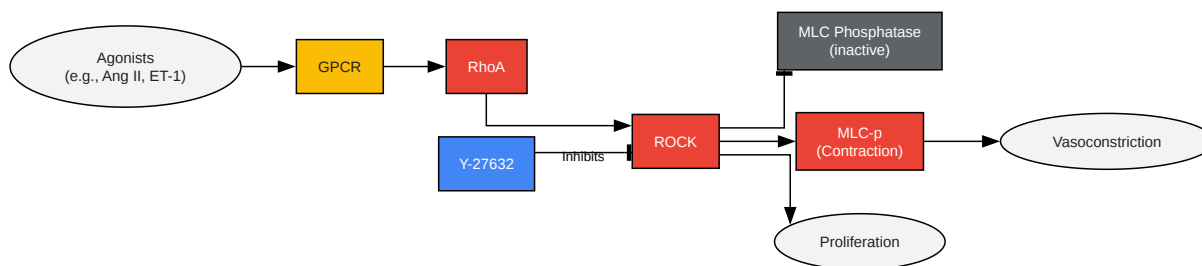 Agonists
(e.g., Ang II, ET-1)
GPCR
RhoA
MLC Phosphatase
(inactive)
Y-27632
Inhibits
ROCK
MLC-p
(Contraction)
Vasoconstriction
Proliferation